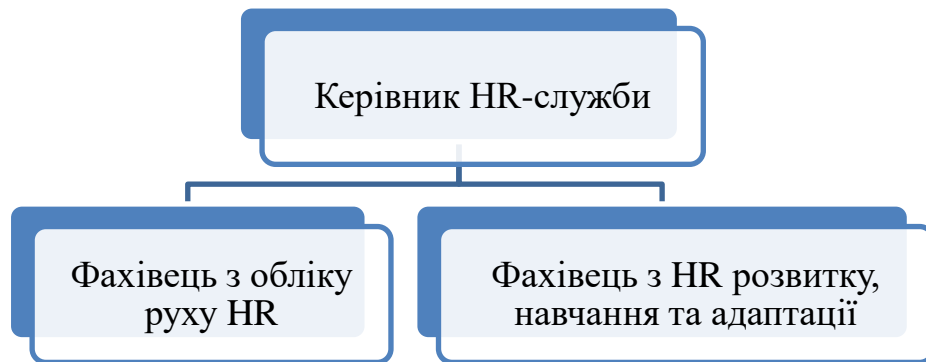 Керівник HR-служби
Фахівець з обліку
руху HR
Фахівець з HR розвитку,
навчання та адаптації